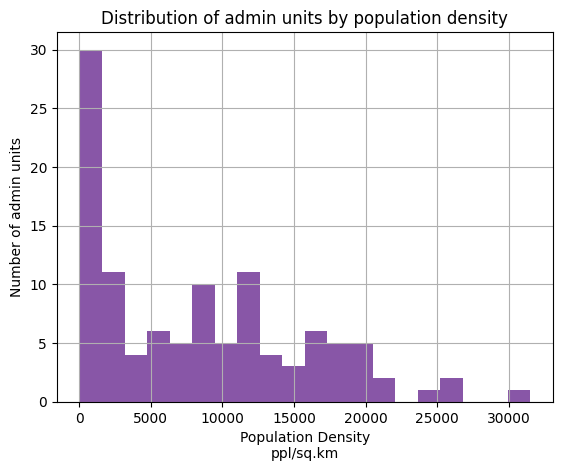 Distribution of admin units by population density
Number of admin units
30
25
20
15
10
5
0
0 5000 10000 15000 20000 25000 30000
Population Density
ppl/sq.km